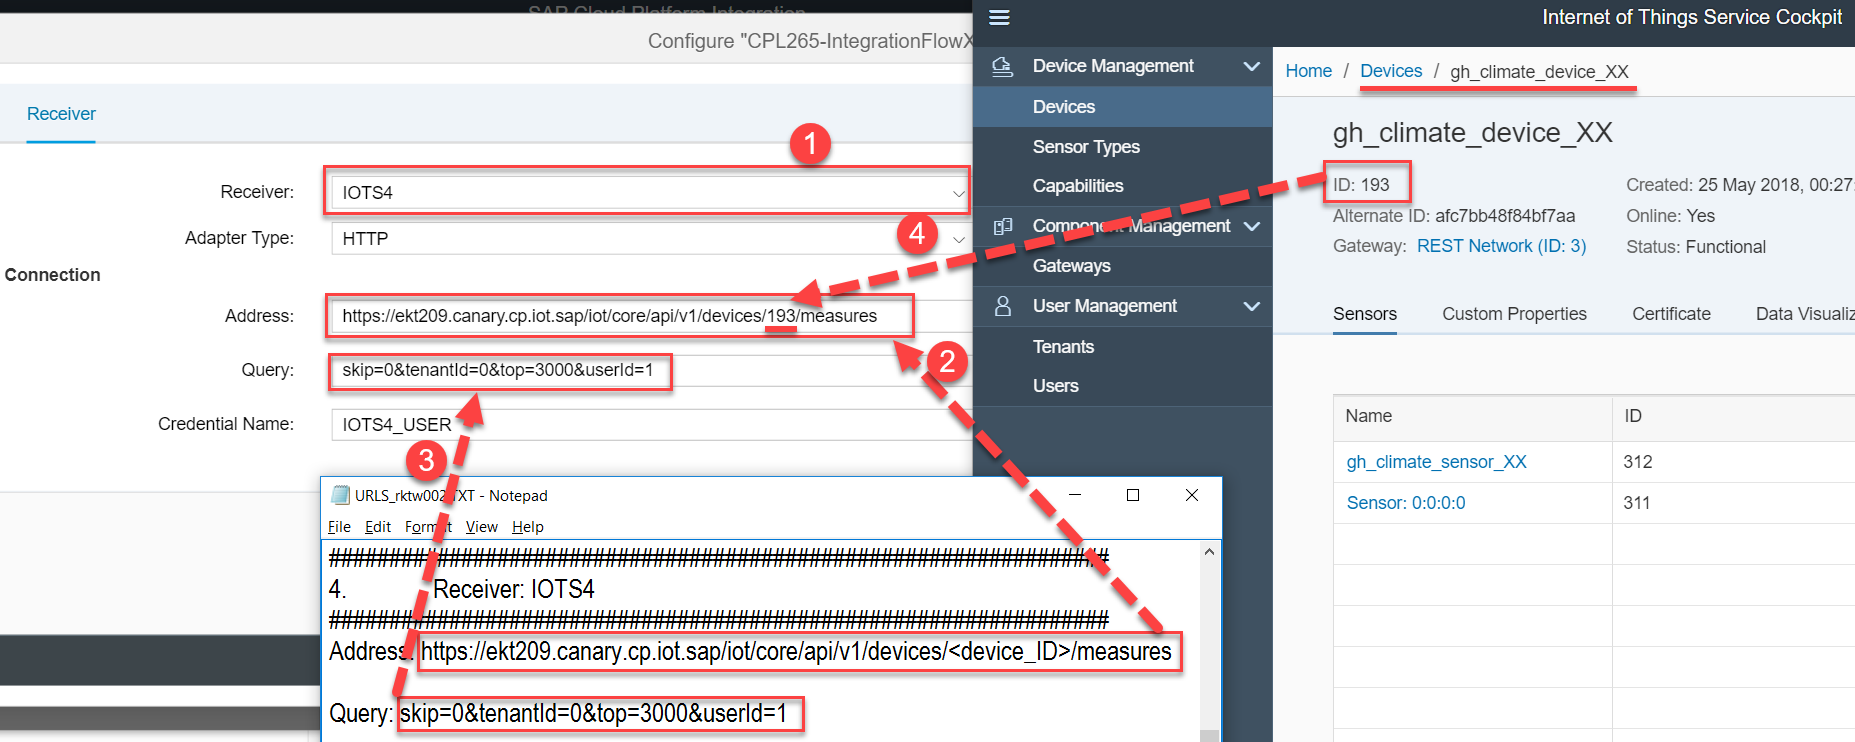 SAP Cloud Platform Integration
Configure "CPL265-IntegrationFlowX
Receiver
1
Receiver: IOTS4
Adapter Type: HTTP
4
Connection
Address: https://ekt209.canary.cp.iot.sap/iot/core/api/v1/devices/193/measures
2
Query: skip=0&tenantId=0&top=3000&userId=1
Credential Name: IOTS4_USER
3
URLS_rktw002.TXT - Notepad
File Edit Format View Help
################################################################
4. Receiver: IOTS4
################################################################
Address: https://ekt209.canary.cp.iot.sap/iot/core/api/v1/devices/<device_ID>/measures
Query: skip=0&tenantId=0&top=3000&userId=1
Internet of Things Service Cockpit
Device Management
Devices
Sensor Types
Capabilities
Component Management
Gateways
User Management
Tenants
Users
Home / Devices / gh_climate_device_XX
gh_climate_device_XX
ID: 193 Created: 25 May 2018, 00:27:
Alternate ID: afc7bb48f84bf7aa Online: Yes
Gateway: REST Network (ID: 3) Status: Functional
Sensors Custom Properties Certificate Data Visualiz
Name ID
gh_climate_sensor_XX 312
Sensor: 0:0:0:0 311